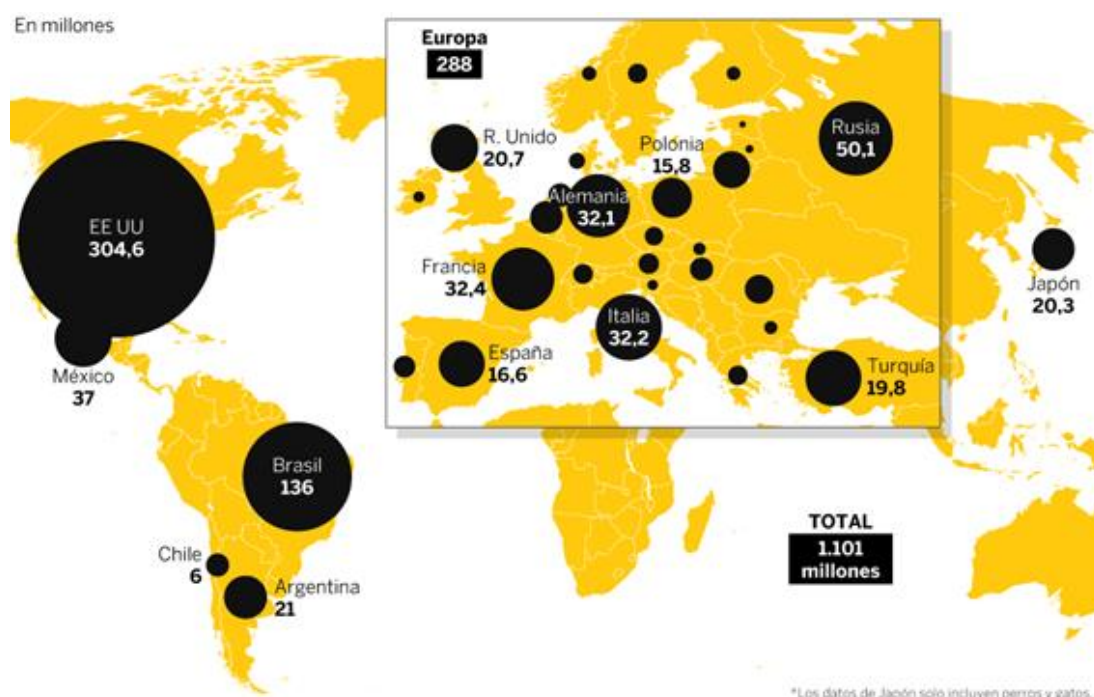 En millones
Europa
288
R. Unido
20,7
Polonia
15,8
Rusia
50,1
Alemania
32,1
EE UU
304,6
Francia
32,4
Italia
32,2
Japón
20,3
España
16,6
Turquía
19,8
México
37
Brasil
136
TOTAL
1.101
millones
Chile
6
Argentina
21
*Los datos de Japón solo incluyen perros y gatos.